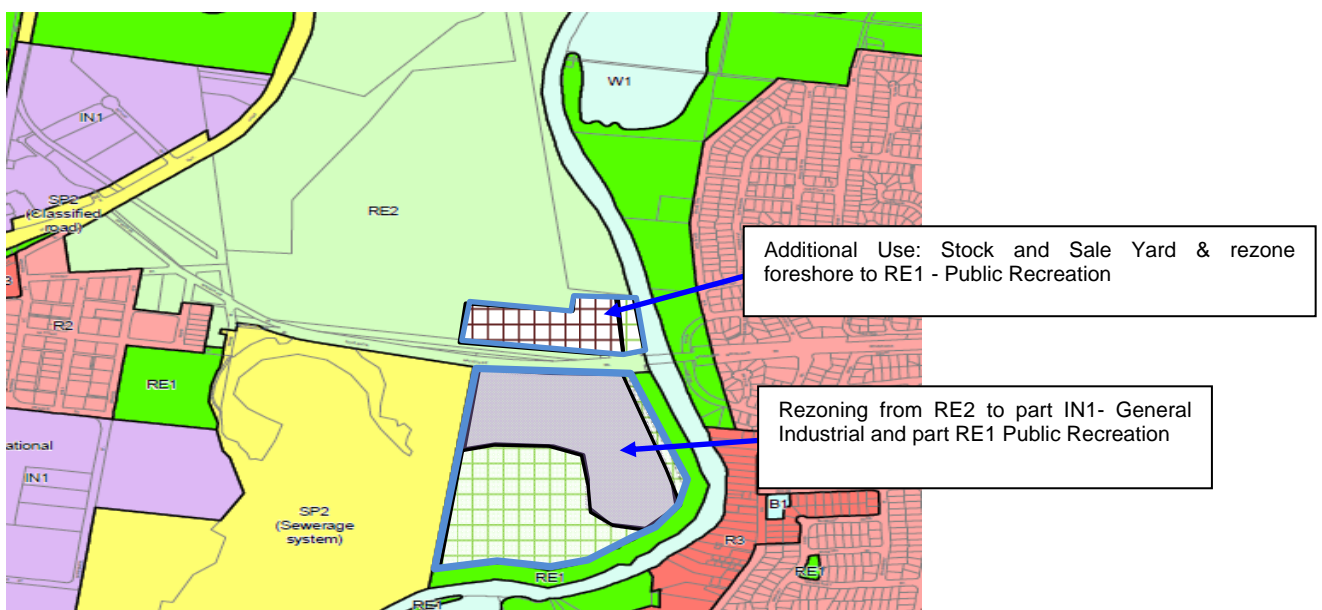 W1
IN1
SP2
(Classified
road)
RE2
Additional Use: Stock and Sale Yard & rezone
foreshore to RE1 - Public Recreation
3
R2
RE1
Rezoning from RE2 to part IN1- General
Industrial and part RE1 Public Recreation
ational
IN1
SP2
(Sewerage
system)
B1
R3
RE1
RE1
RE1